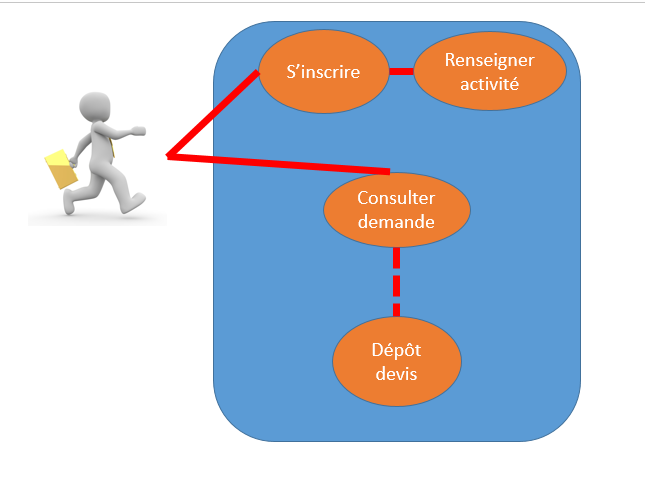 S'inscrire
Renseigner
activité
Consulter
demande
Dépôt
devis